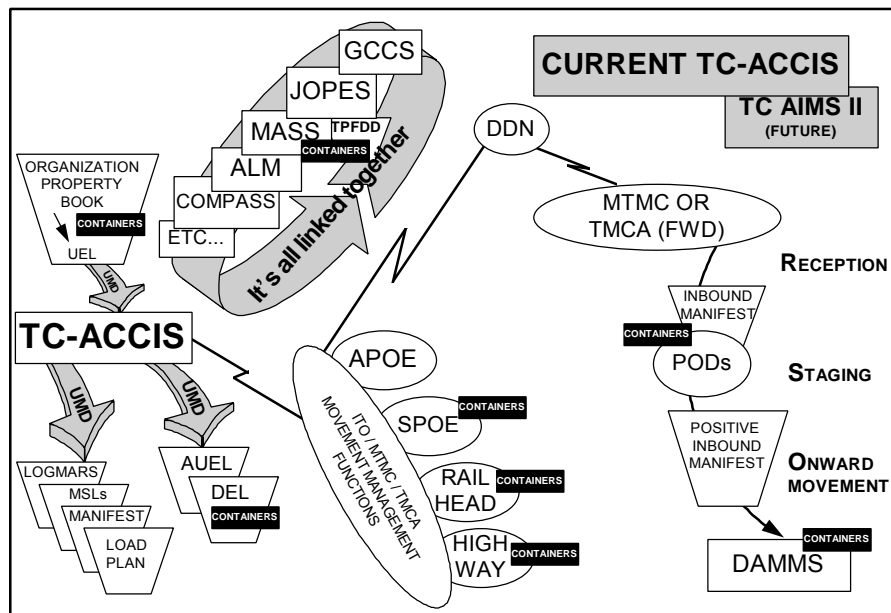 CURRENT TC-ACCIS
TC AIMS II
(FUTURE)
GCCS
JOPES
MASS
TPFDD
CONTAINERS
ALM
COMPASS
ETC...
It's all linked together
ORGANIZATION
PROPERTY
BOOK
CONTAINERS
UEL
UMD
TC-ACCIS
UMD
UMD
LOGMARS
MSLs
MANIFEST
LOAD
PLAN
AUEL
DEL
CONTAINERS
ITO / MTMC / TMCA
MOVEMENT MANAGEMENT
FUNCTIONS
APOE
SPOE
CONTAINERS
RAIL
HEAD
CONTAINERS
HIGH
WAY
CONTAINERS
DDN
MTMC OR
TMCA (FWD)
RECEPTION
INBOUND
MANIFEST
CONTAINERS
PODs
STAGING
POSITIVE
INBOUND
MANIFEST
ONWARD
MOVEMENT
CONTAINERS
DAMMS